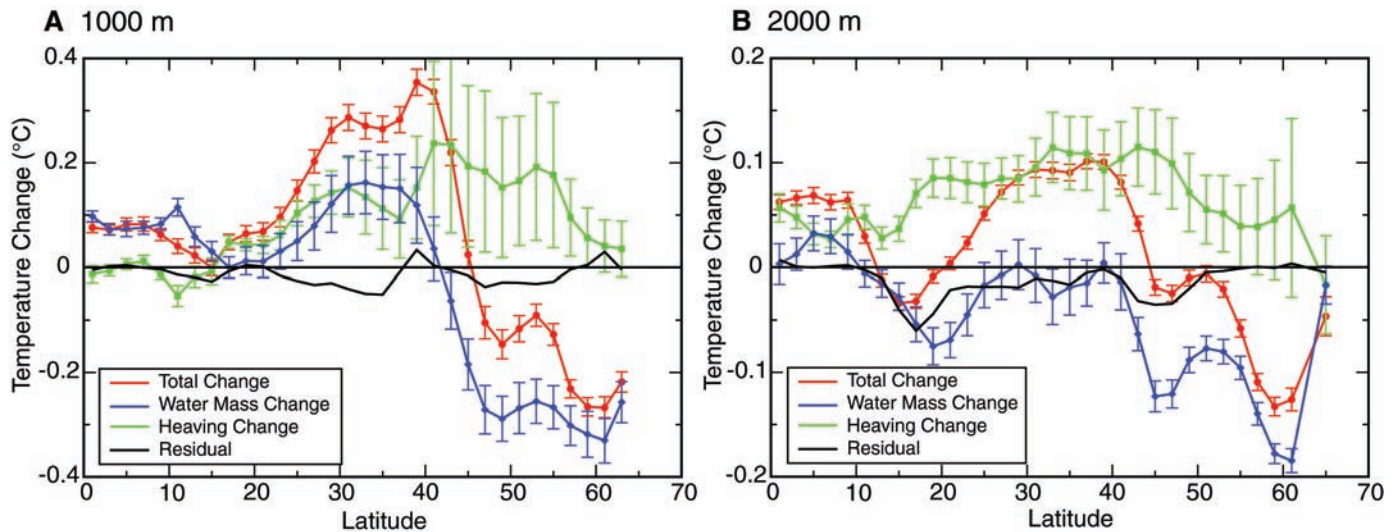 A 1000 m
0.4
0.2
0
-0.2
-0.4
Temperature Change (°C)
Total Change
Water Mass Change
Heaving Change
Residual
0 10 20 30 40 50 60 70
Latitude
B 2000 m
0.2
0.1
0
-0.1
-0.2
Temperature Change (°C)
Total Change
Water Mass Change
Heaving Change
Residual
0 10 20 30 40 50 60 70
Latitude